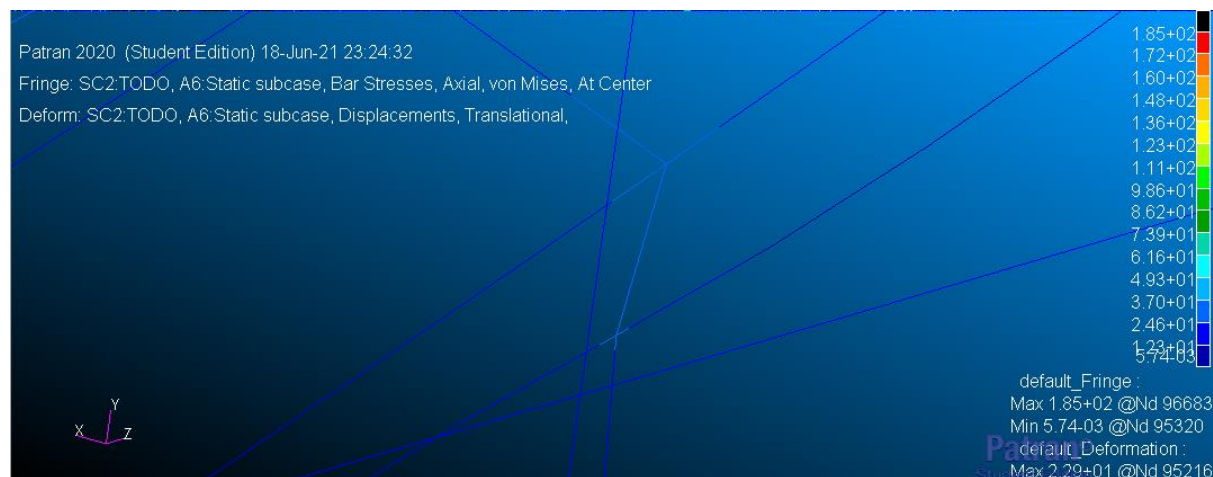 Patran 2020 (Student Edition) 18-Jun-21 23:24:32
Fringe: SC2:TODO, A6:Static subcase, Bar Stresses, Axial, von Mises, At Center
Deform: SC2:TODO, A6:Static subcase, Displacements, Translational,
1.85+02
1.72+02
1.60+02
1.48+02
1.36+02
1.23+02
1.11+02
9.86+01
8.62+01
7.39+01
6.16+01
4.93+01
3.70+01
2.46+01
1.23+01
5.74-03
default_Fringe :
Max 1.85+02 @Nd 96683
Min 5.74-03 @Nd 95320
default_Deformation :
Max 2.29+01 @Nd 95216
Y
X
Z
Patran